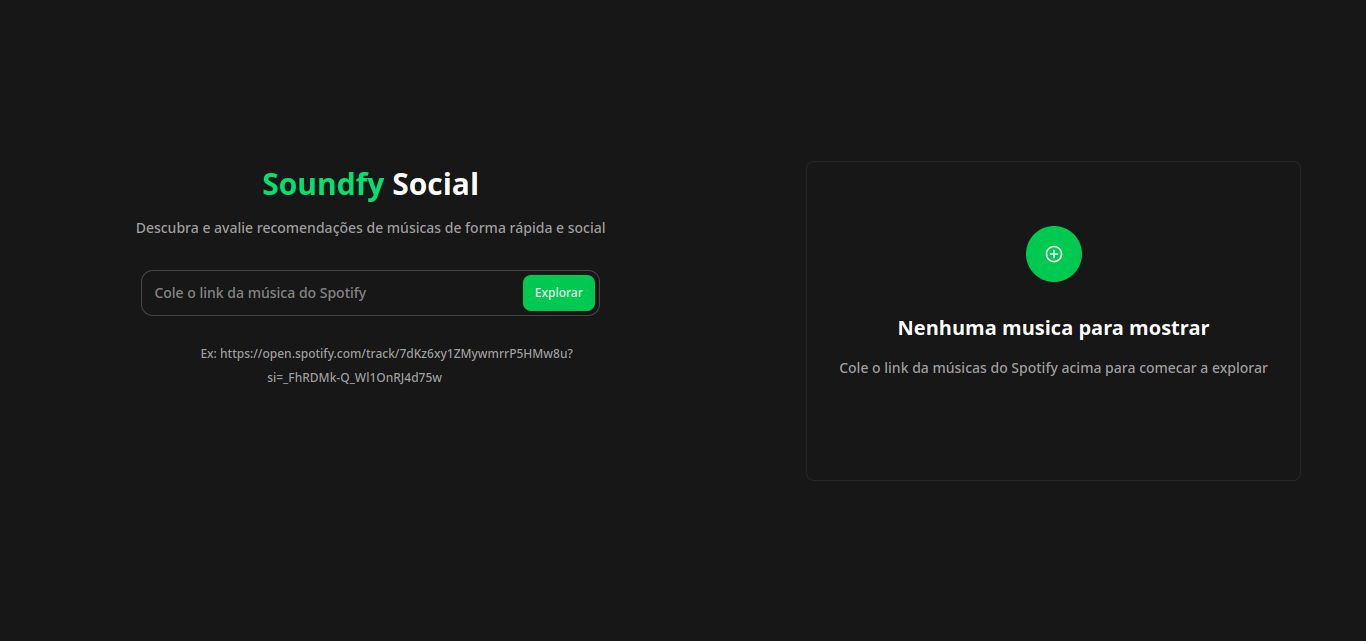 Soundfy Social
Descubra e avalie recomendações de músicas de forma rápida e social
Cole o link da música do Spotify
Explorar
Ex: https://open.spotify.com/track/7dKz6xy1ZMywmrrP5HMw8u?
si=_FhRDMk-Q_Wl1OnRJ4d75w
Nenhuma musica para mostrar
Cole o link da músicas do Spotify acima para comecar a explorar